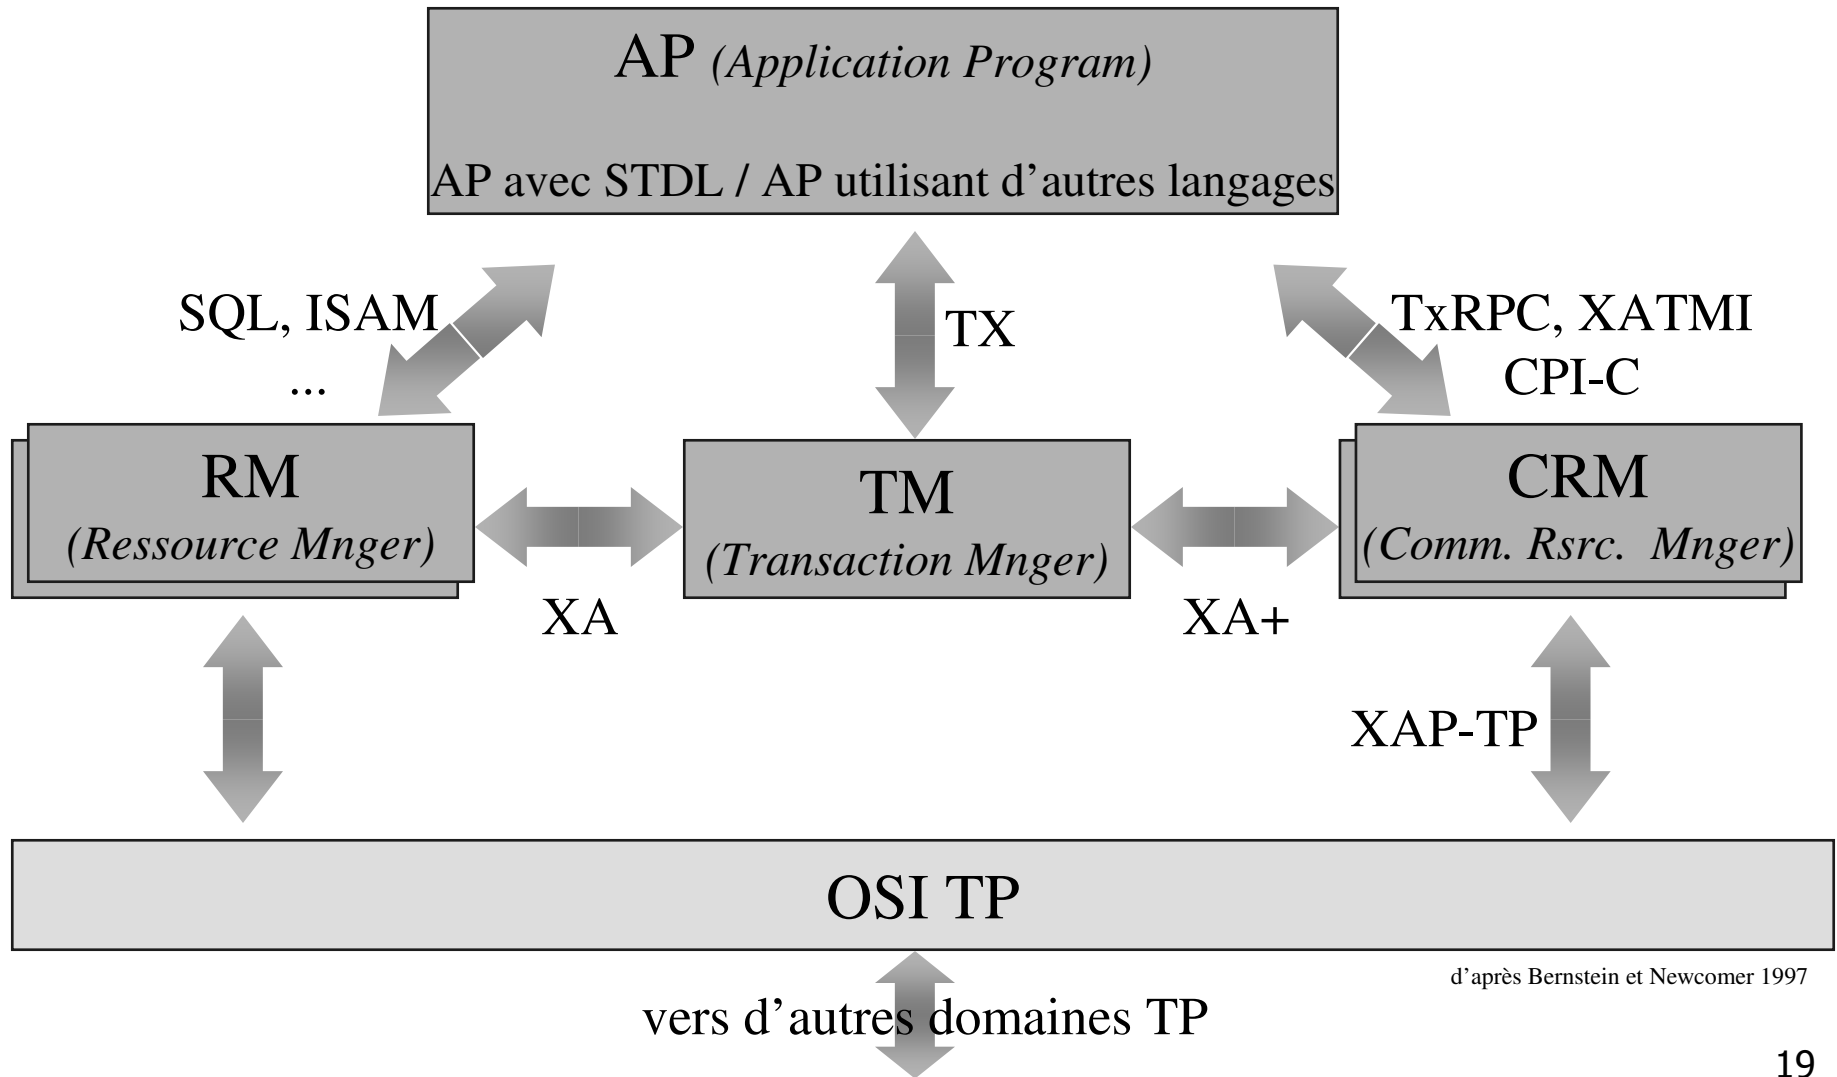 AP (Application Program)
AP avec STDL / AP utilisant d'autres langages
SQL, ISAM
...
TX
TxRPC, XATMI
CPI-C
RM
(Ressource Mnger)
TM
(Transaction Mnger)
CRM
(Comm. Rsrc. Mnger)
XA
XA+
XAP-TP
OSI TP
d'après Bernstein et Newcomer 1997
vers d'autres domaines TP
19